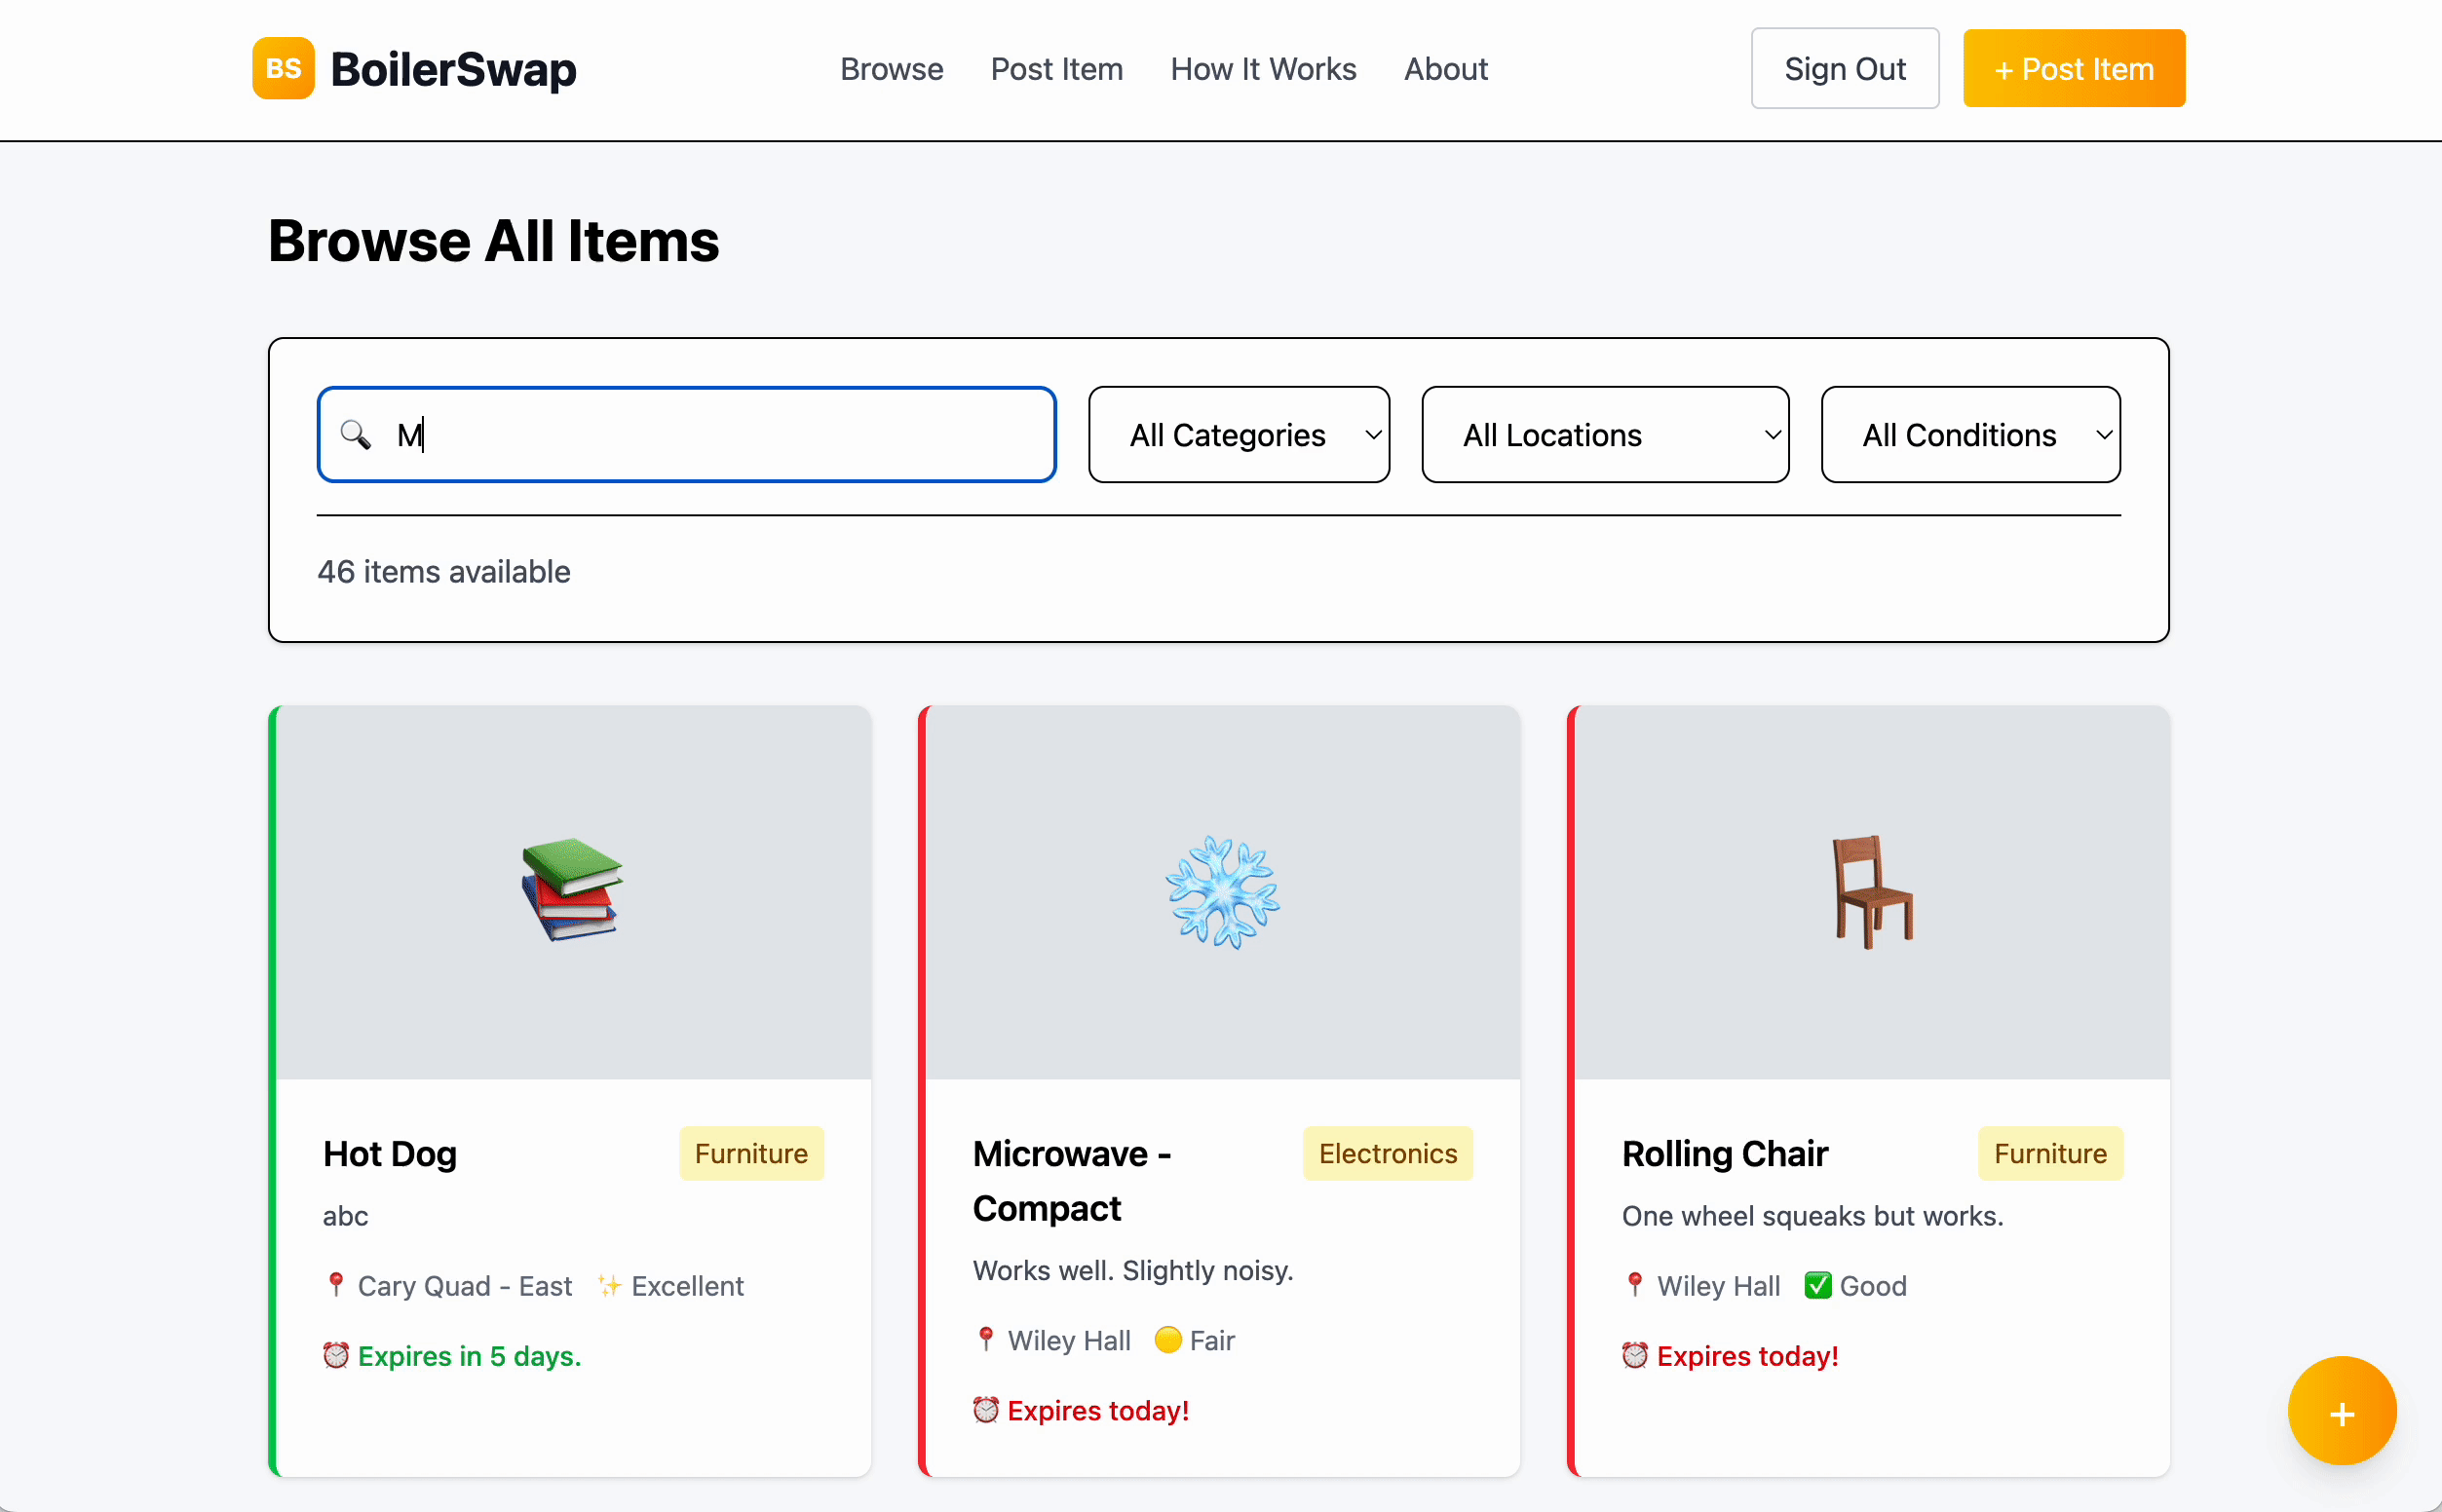 BS BoilerSwap Browse Post Item How It Works About Sign Out + Post Item
Browse All Items
M All Categories All Locations All Conditions
46 items available
Hot Dog Furniture
abc
Cary Quad - East Excellent
Expires in 5 days.
Microwave - Electronics
Compact
Works well. Slightly noisy.
Wiley Hall Fair
Expires today!
Rolling Chair Furniture
One wheel squeaks but works.
Wiley Hall Good
Expires today!
+